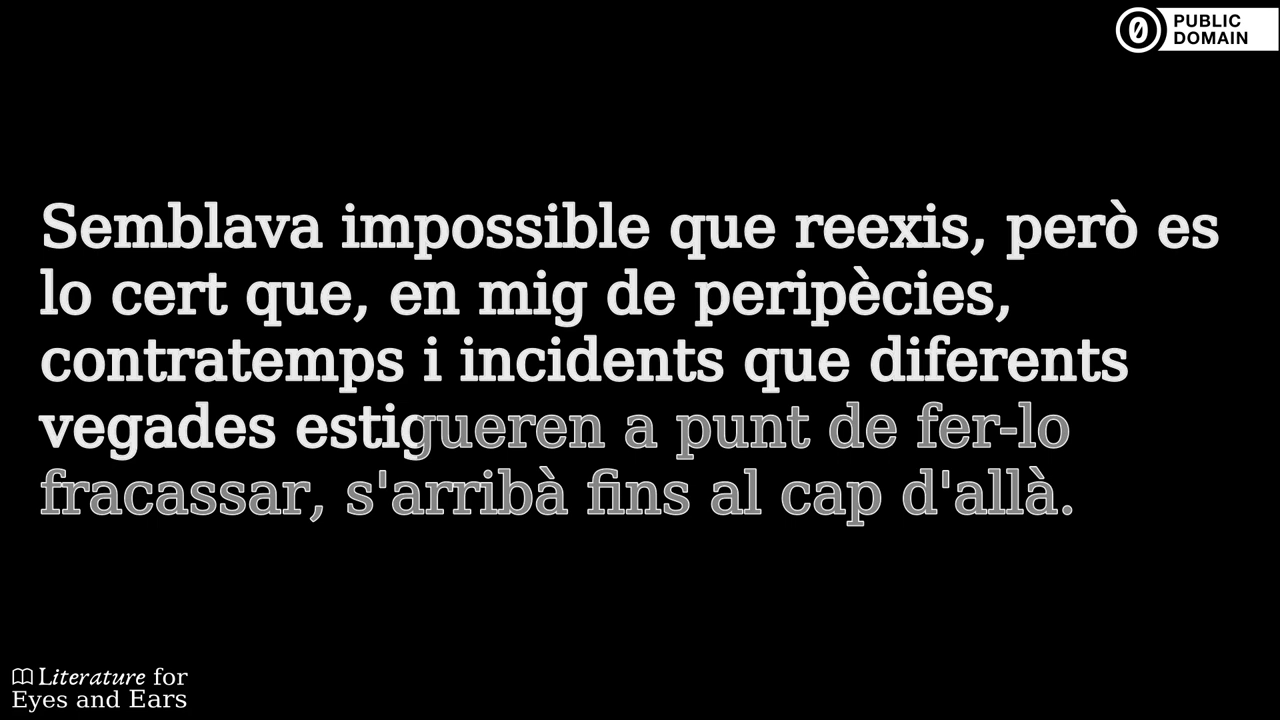 PUBLIC
DOMAIN
Semblava impossible que reexis, però es
lo cert que, en mig de peripècies,
contratemps i incidents que diferents
vegades estigueren a punt de fer-lo
fracassar, s'arribà fins al cap d'allà.
Literature for
Eyes and Ears